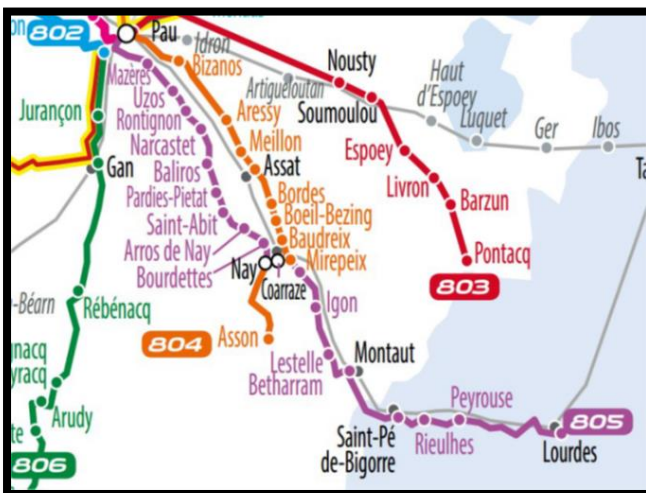 802
Pau
Idron
Bizanos
Mazères
Nousty
Haut
d'Espoey
Artigueloutan
Soumoulou
Luquet
Ger
Ibos
Uzos
Jurançon
Rontignon
Aressy
Narcastet
Meillon
Espoey
Gan
Baliros
Assat
Livron
Barzun
Pardies-Pietat
Bordes
Saint-Abit
Boeil-Bezing
Arros de Nay
Baudreix
Pontacq
Bourdettes
Nay
Mirepeix
Coarraze
803
Rébénacq
Igon
804
Asson
Lestelle
Betharram
Montaut
Arudy
Peyrouse
Saint-Pé
de-Bigorre
Rieulhes
805
Lourdes
806